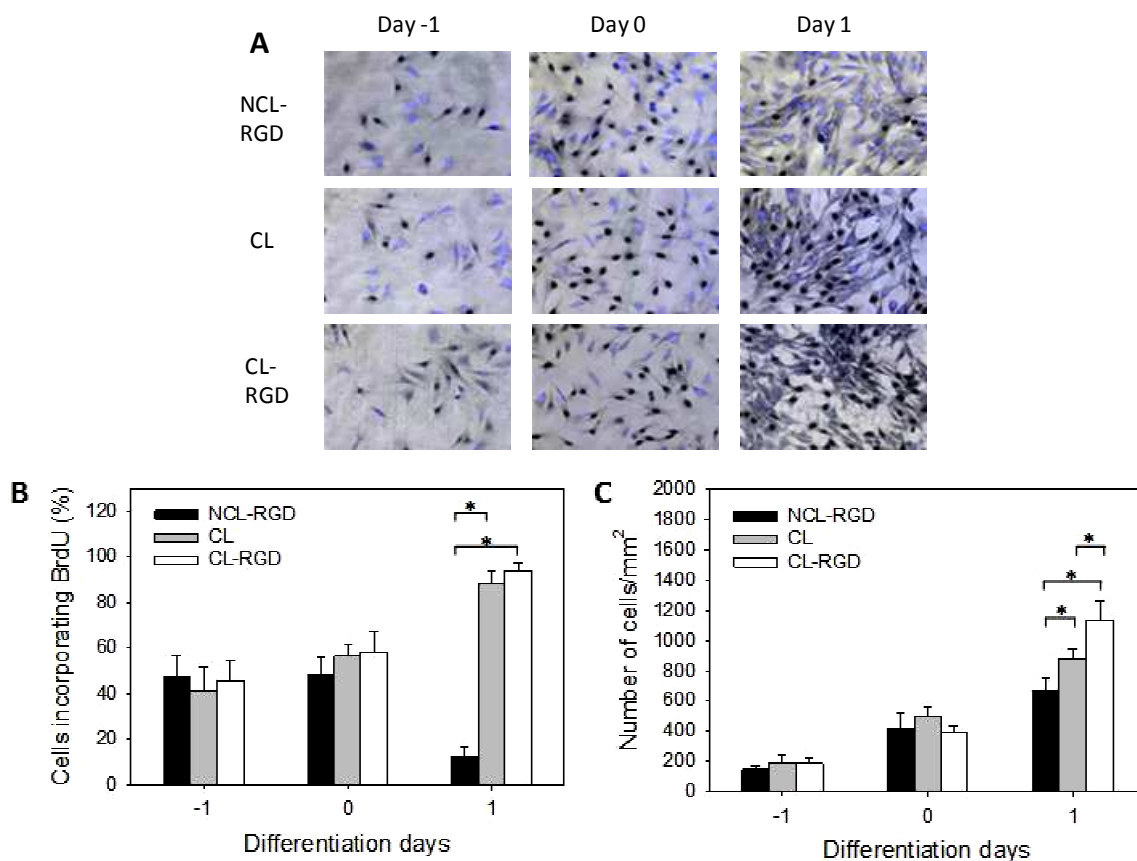 A
Day -1
Day 0
Day 1
NCL-
RGD
CL
CL-
RGD
B
Cells incorporating BrdU (%)
120
100
80
60
40
20
0
NCL-RGD
CL
CL-RGD
*
*
-1
0
1
Differentiation days
C
Number of cells/mm²
2000
1800
1600
1400
1200
1000
800
600
400
200
0
NCL-RGD
CL
CL-RGD
*
*
*
-1
0
1
Differentiation days